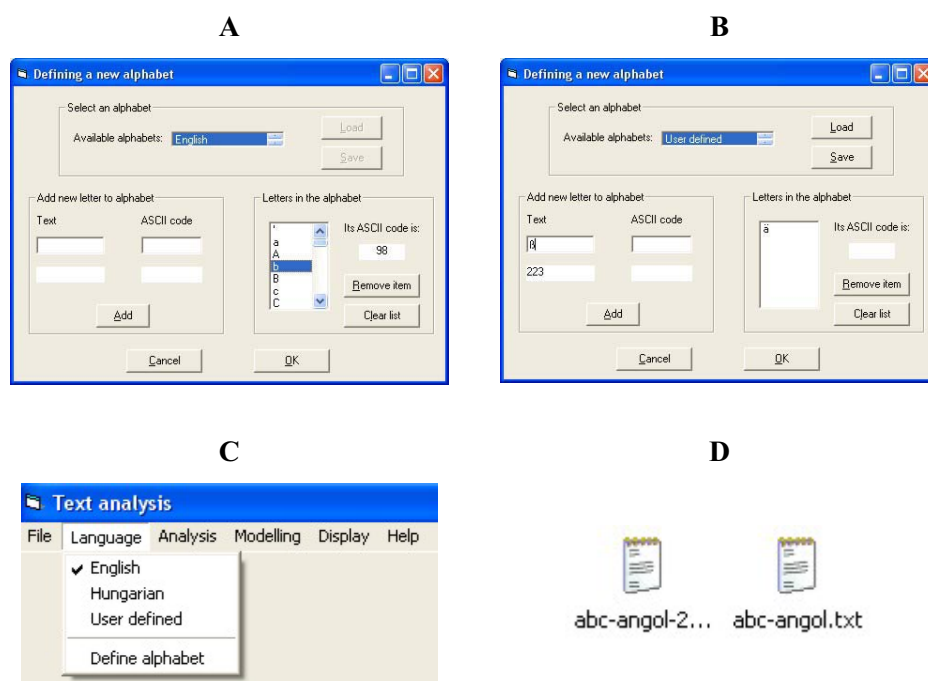 A
B
Defining a new alphabet
Select an alphabet
Available alphabets: English
Load
Save
Add new letter to alphabet
Text ASCII code
Add
Letters in the alphabet
'
a
A
b
B
c
C
Its ASCII code is:
98
Remove item
Clear list
Cancel OK
Defining a new alphabet
Select an alphabet
Available alphabets: User defined
Load
Save
Add new letter to alphabet
Text ASCII code
ß
223
Add
Letters in the alphabet
ä
Its ASCII code is:
Remove item
Clear list
Cancel OK
C
D
Text analysis
File Language Analysis Modelling Display Help
English
Hungarian
User defined
Define alphabet
abc-angol-2... abc-angol.txt